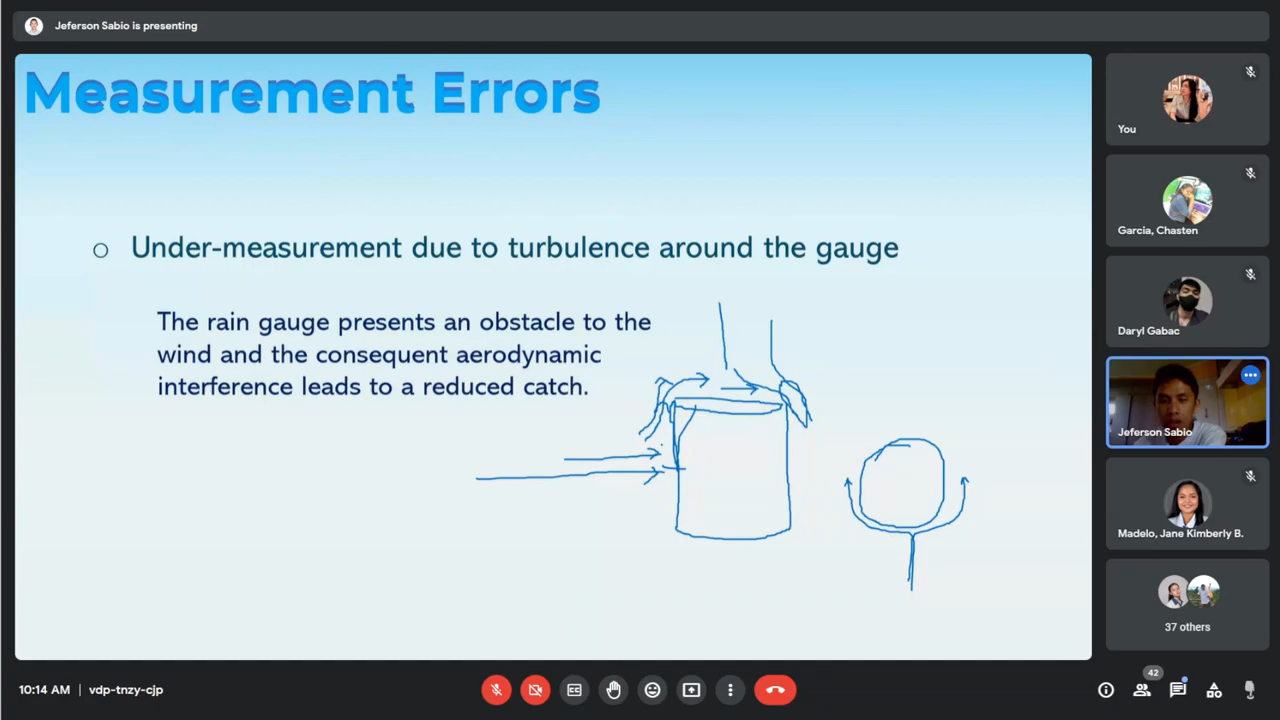 Jeferson Sabio is presenting
Measurement Errors
Under-measurement due to turbulence around the gauge
The rain gauge presents an obstacle to the
wind and the consequent aerodynamic
interference leads to a reduced catch.
You
Garcia, Chasten
Daryl Gabac
Jeferson Sabio
Madelo, Jane Kimberly B.
37 others
10:14 AM | vdp-tnzy-cjp
CC
42